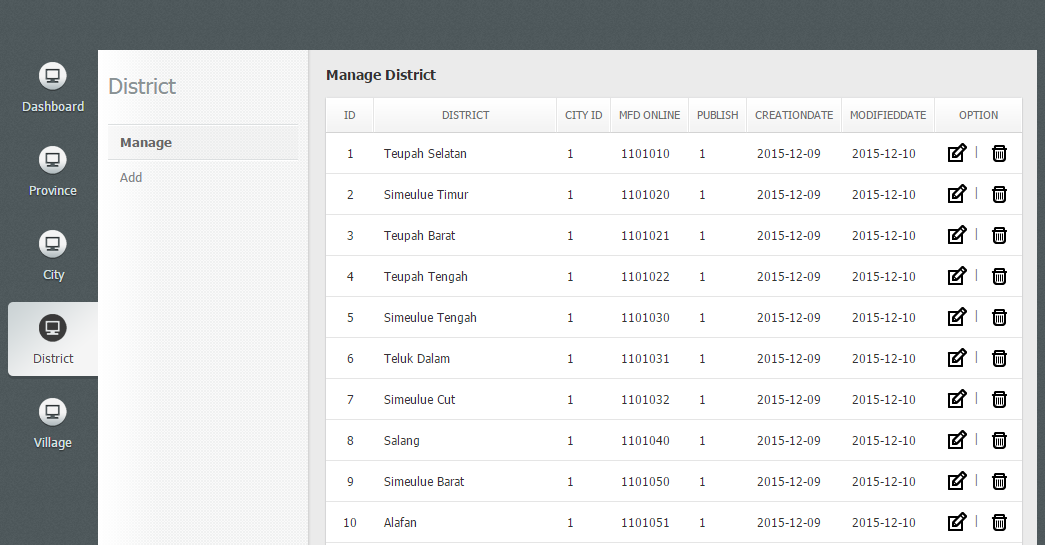 Dashboard
Province
City
District
Village
District
Manage
Add
Manage District
ID DISTRICT CITY ID MFD ONLINE PUBLISH CREATIONDATE MODIFIEDDATE OPTION
1 Teupah Selatan 1 1101010 1 2015-12-09 2015-12-10 |
2 Simeulue Timur 1 1101020 1 2015-12-09 2015-12-10 |
3 Teupah Barat 1 1101021 1 2015-12-09 2015-12-10 |
4 Teupah Tengah 1 1101022 1 2015-12-09 2015-12-10 |
5 Simeulue Tengah 1 1101030 1 2015-12-09 2015-12-10 |
6 Teluk Dalam 1 1101031 1 2015-12-09 2015-12-10 |
7 Simeulue Cut 1 1101032 1 2015-12-09 2015-12-10 |
8 Salang 1 1101040 1 2015-12-09 2015-12-10 |
9 Simeulue Barat 1 1101050 1 2015-12-09 2015-12-10 |
10 Alafan 1 1101051 1 2015-12-09 2015-12-10 |